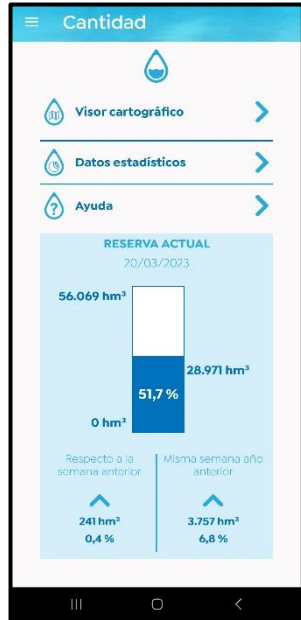 Cantidad
Visor cartográfico
Datos estadísticos
Ayuda
RESERVA ACTUAL
20/03/2023
56.069 hm³
28.971 hm³
51,7 %
0 hm³
Respecto a la
semana anterior
241 hm³
0,4 %
Misma semana año
anterior
3.757 hm³
6,8 %